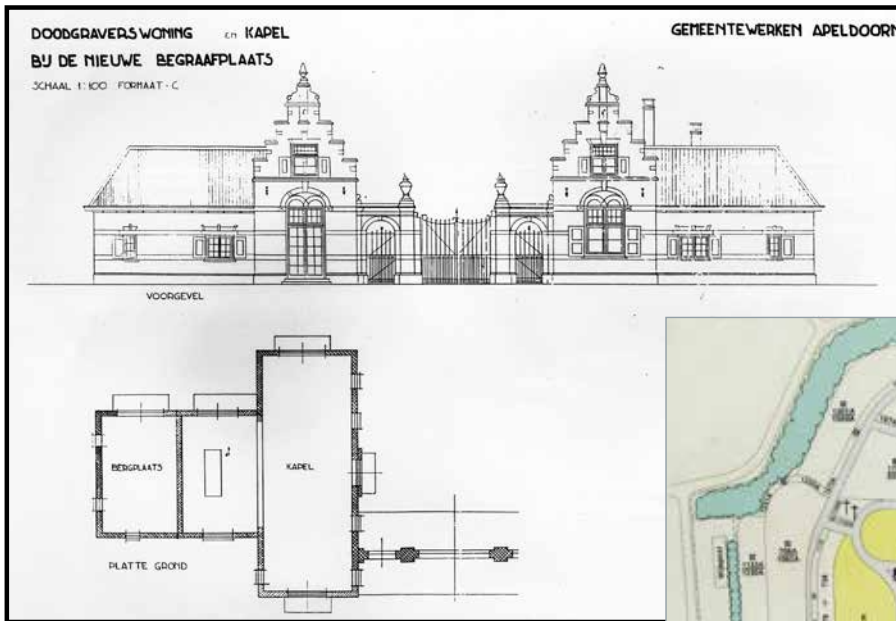 DOODGRAVERSWONING en KAPEL
BIJ DE NIEUWE BEGRAAFPLAATS
SCHAAL 1:100 FORMAAT-C
GEMEENTEWERKEN APELDOORN
VOORGEVEL
BERGPLAATS
KAPEL
PLATTE GROND